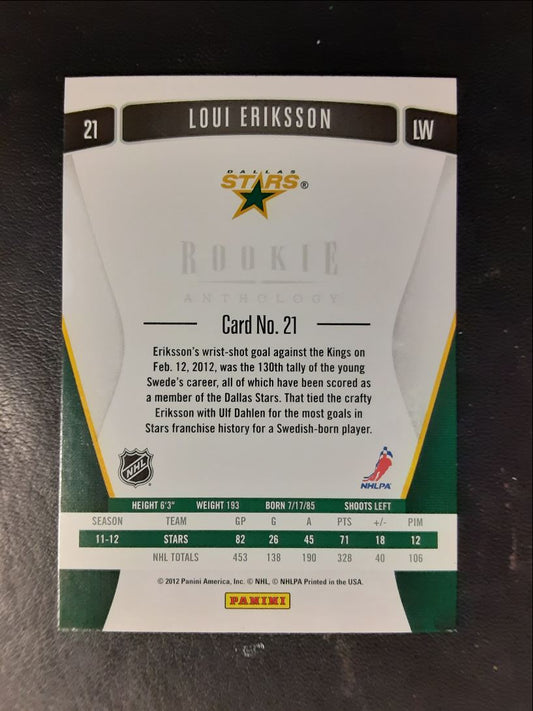 21 LOUI ERIKSSON LW
DALLAS
STARS®
ROOKIE
ANTHOLOGY
Card No. 21
Eriksson's wrist-shot goal against the Kings on
Feb. 12, 2012, was the 130th tally of the young
Swede's career, all of which have been scored as
a member of the Dallas Stars. That tied the crafty
Eriksson with Ulf Dahlen for the most goals in
Stars franchise history for a Swedish-born player.
NHL
NHLPA
HEIGHT 6'3" WEIGHT 193 BORN 7/17/85 SHOOTS LEFT
SEASON TEAM GP G A PTS +/- PIM
11-12 STARS 82 26 45 71 18 12
NHL TOTALS 453 138 190 328 40 106
© 2012 Panini America, Inc. © NHL, © NHLPA Printed in the USA.
PANINI